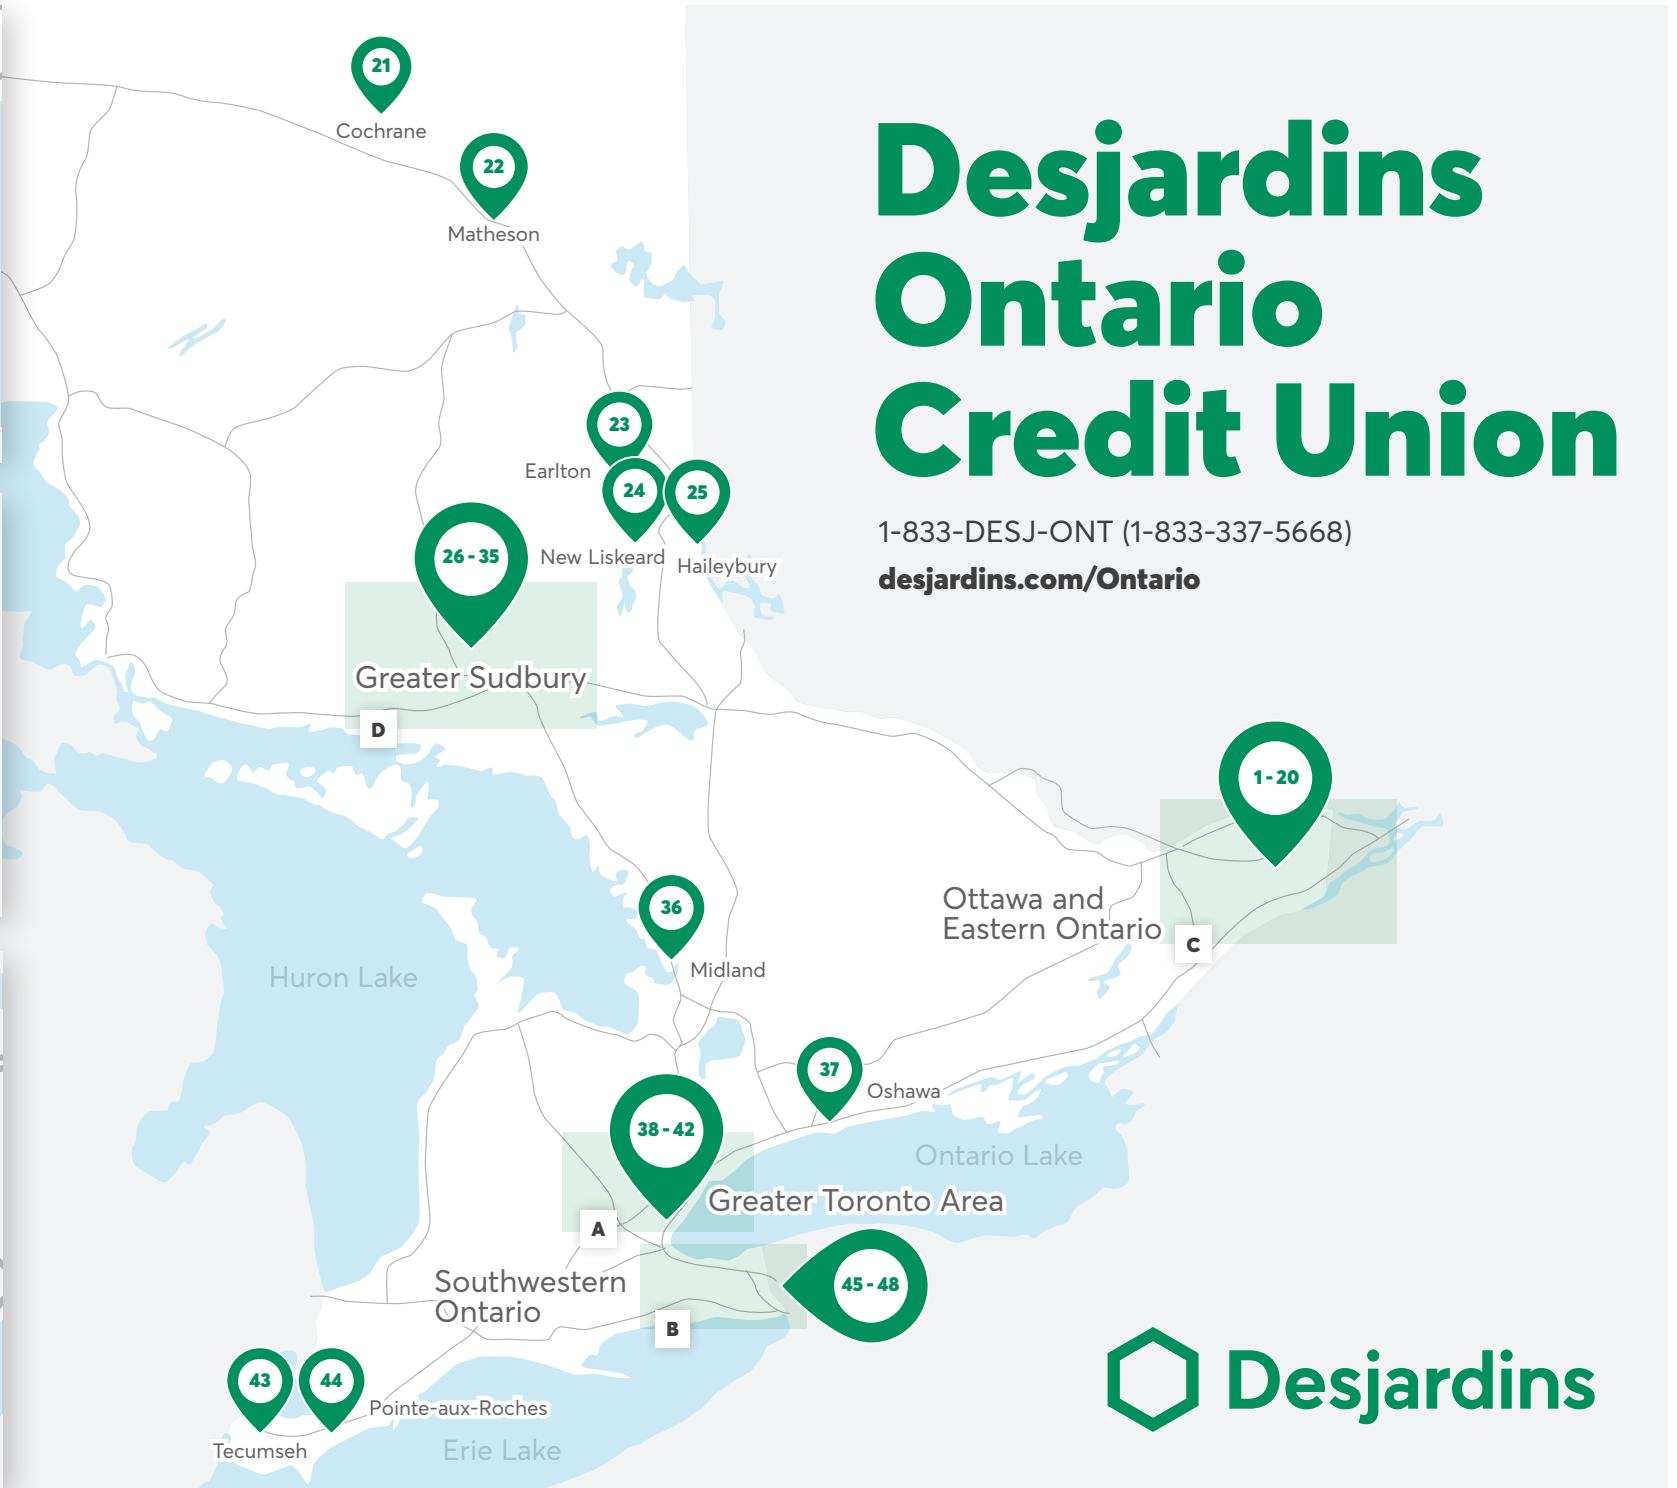 21
Cochrane
22
Matheson
Desjardins
Ontario
Credit Union
1-833-DESJ-ONT (1-833-337-5668)
desjardins.com/Ontario
23
Earlton
24
25
New Liskeard
Haileybury
26 - 35
Greater Sudbury
D
1 - 20
Ottawa and
Eastern Ontario
C
36
Midland
Huron Lake
37
Oshawa
38 - 42
Ontario Lake
Greater Toronto Area
A
45 - 48
Southwestern
Ontario
B
43
44
Pointe-aux-Roches
Tecumseh
Erie Lake
Desjardins